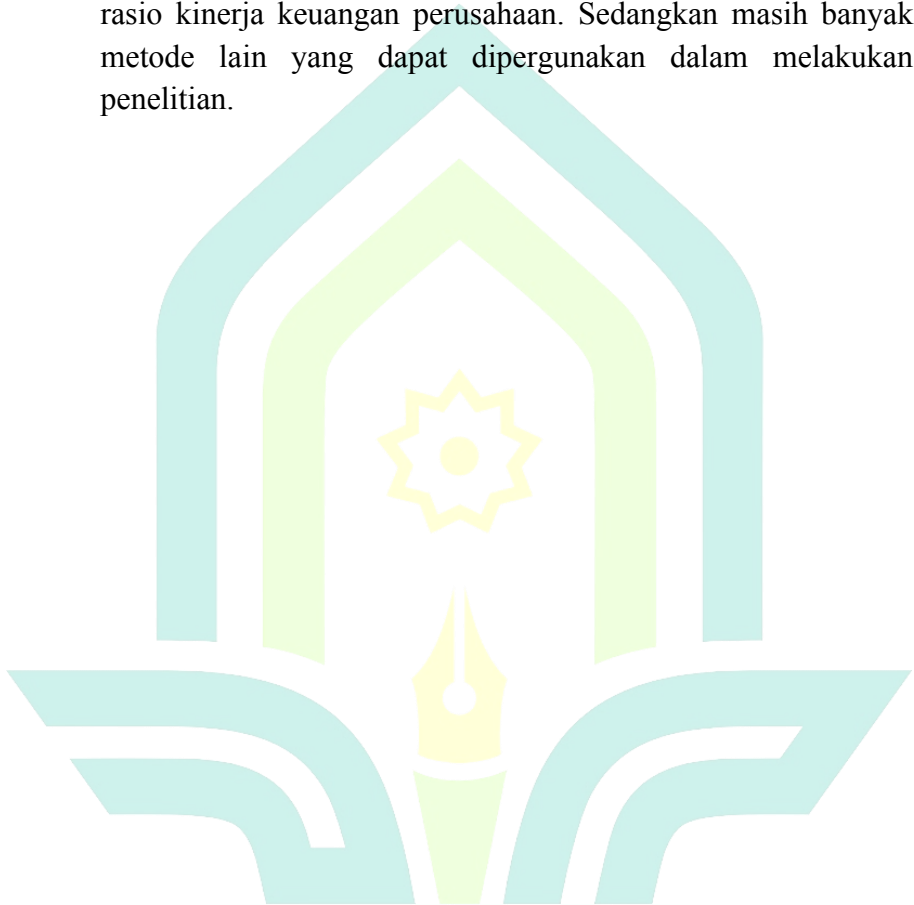 rasio kinerja keuangan perusahaan. Sedangkan masih banyak
metode lain yang dapat dipergunakan dalam melakukan
penelitian.